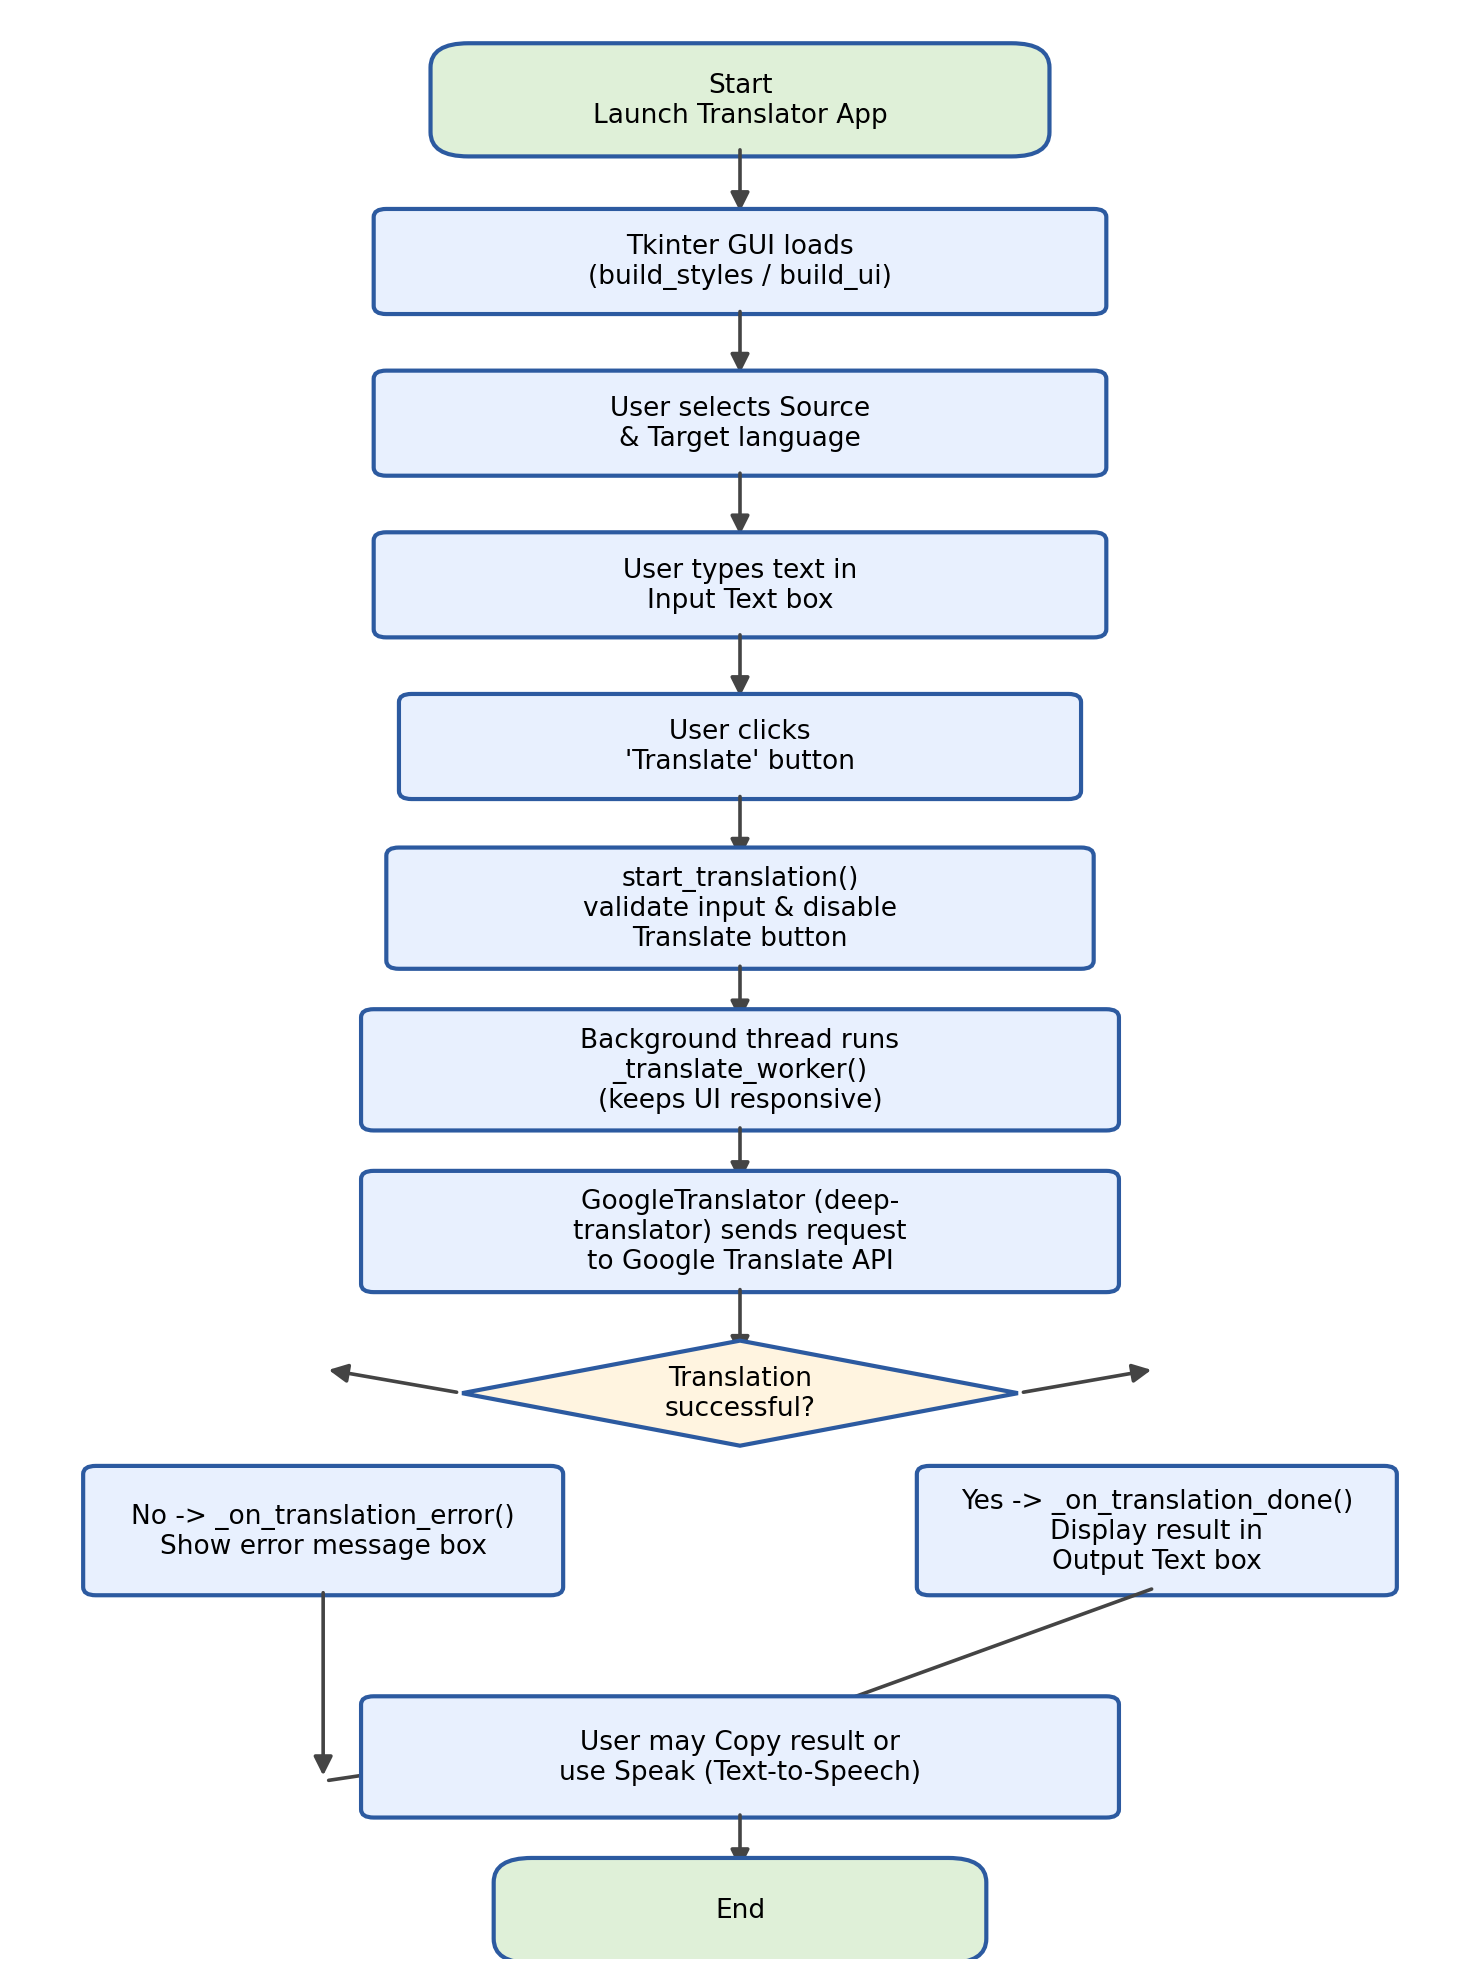 Start
Launch Translator App
Tkinter GUI loads
(build_styles / build_ui)
User selects Source
& Target language
User types text in
Input Text box
User clicks
'Translate' button
start_translation()
validate input & disable
Translate button
Background thread runs
_translate_worker()
(keeps UI responsive)
GoogleTranslator (deep-
translator) sends request
to Google Translate API
Translation
successful?
No -> _on_translation_error()
Show error message box
Yes -> _on_translation_done()
Display result in
Output Text box
User may Copy result or
use Speak (Text-to-Speech)
End